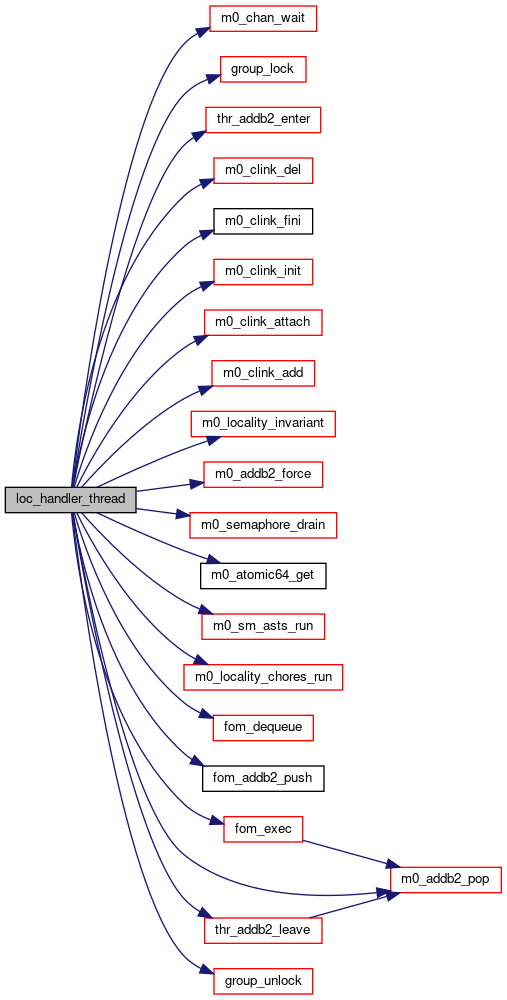 m0_chan_wait
group_lock
thr_addb2_enter
m0_clink_del
m0_clink_fini
m0_clink_init
m0_clink_attach
m0_clink_add
m0_locality_invariant
m0_addb2_force
loc_handler_thread
m0_semaphore_drain
m0_atomic64_get
m0_sm_asts_run
m0_locality_chores_run
fom_dequeue
fom_addb2_push
fom_exec
m0_addb2_pop
thr_addb2_leave
group_unlock